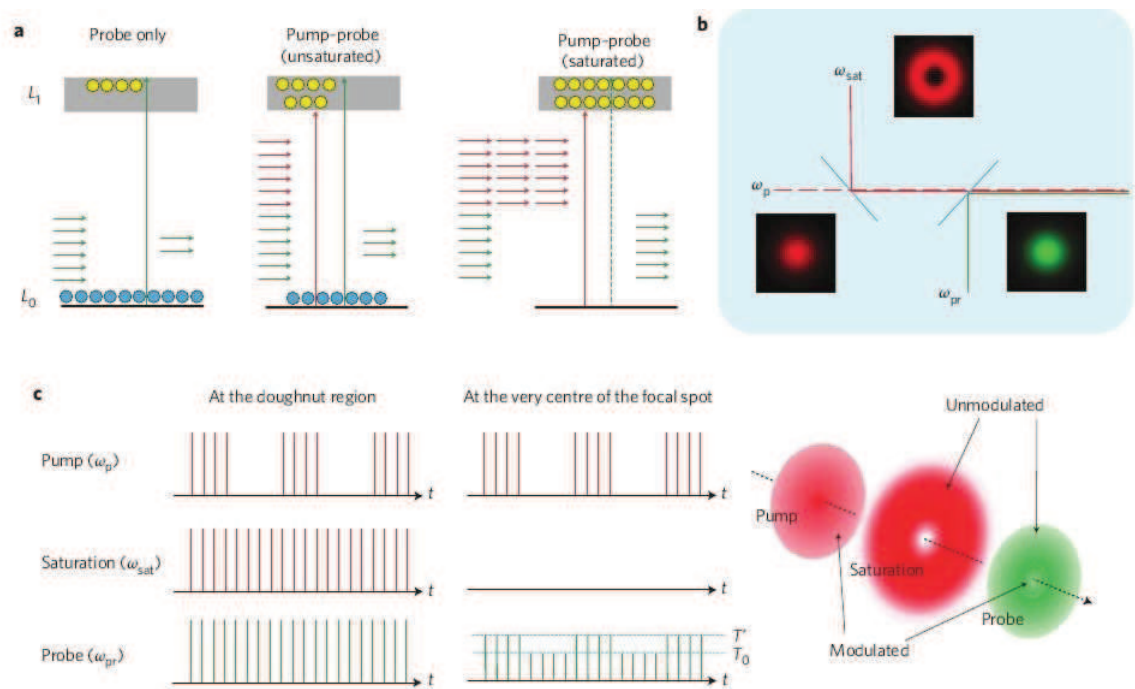 a
Probe only
Pump–probe
(unsaturated)
Pump–probe
(saturated)
L₁
L₀
b
ωsat
ωp
ωpr
c
At the doughnut region
At the very centre of the focal spot
Pump (ωp)
t
t
Saturation (ωsat)
t
t
Probe (ωpr)
t
T'
T₀
t
Unmodulated
Pump
Saturation
Probe
Modulated